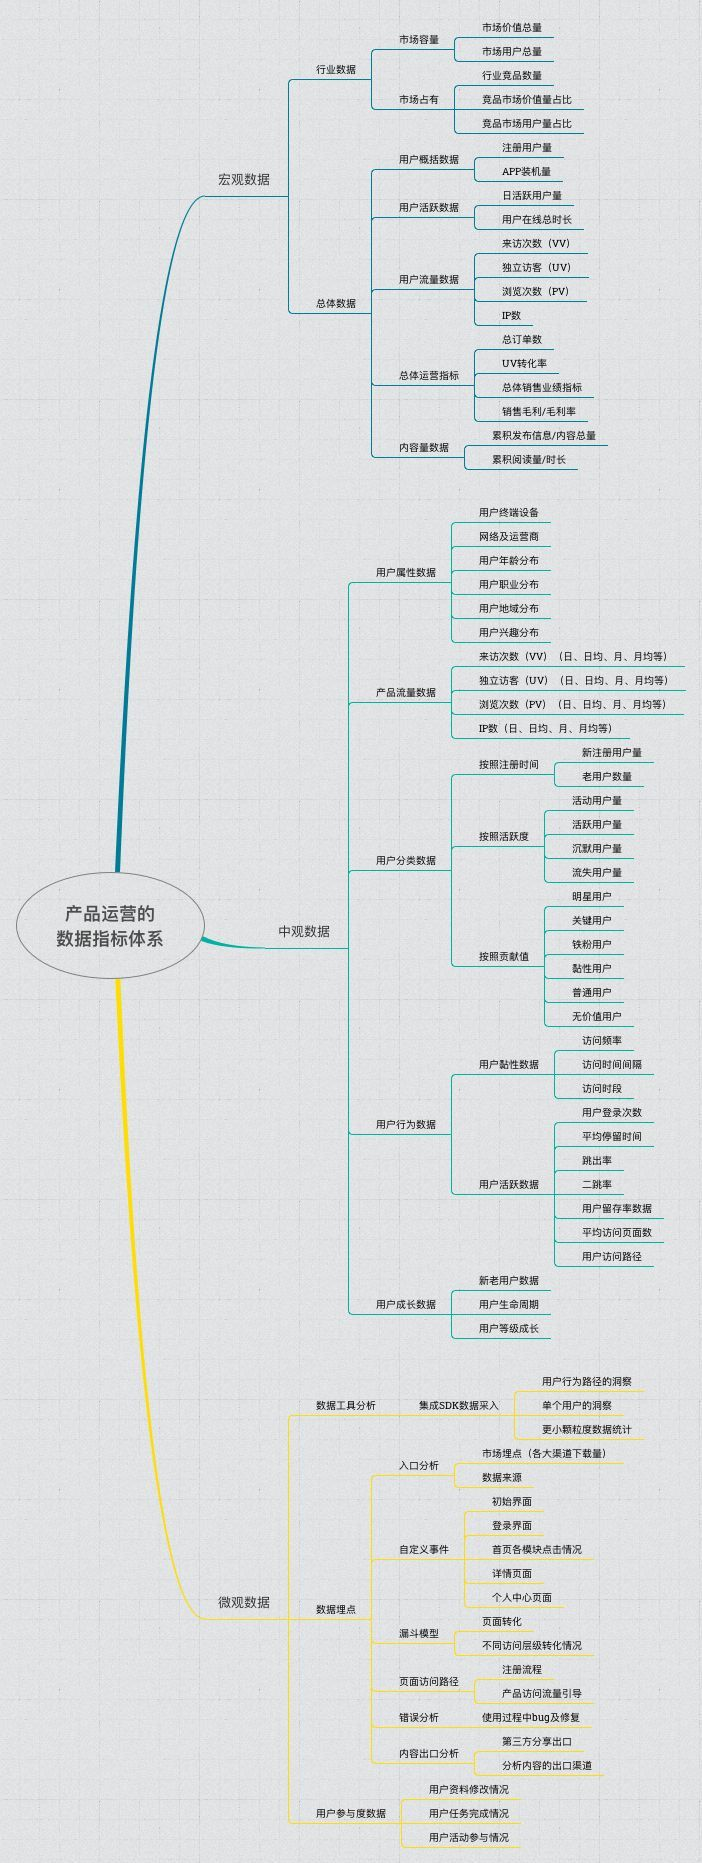 产品运营的
数据指标体系
宏观数据
行业数据
市场容量
市场价值总量
市场用户总量
市场占有
行业竞品数量
竞品市场价值量占比
竞品市场用户量占比
总体数据
用户概括数据
注册用户量
APP装机量
用户活跃数据
日活跃用户量
用户在线总时长
用户流量数据
来访次数（VV）
独立访客（UV）
浏览次数（PV）
IP数
总体运营指标
总订单数
UV转化率
总体销售业绩指标
销售毛利/毛利率
内容量数据
累积发布信息/内容总量
累积阅读量/时长
中观数据
用户属性数据
用户终端设备
网络及运营商
用户年龄分布
用户职业分布
用户地域分布
用户兴趣分布
产品流量数据
来访次数（VV）（日、日均、月、月均等）
独立访客（UV）（日、日均、月、月均等）
浏览次数（PV）（日、日均、月、月均等）
IP数（日、日均、月、月均等）
用户分类数据
按照注册时间
新注册用户量
老用户数量
按照活跃度
活动用户量
活跃用户量
沉默用户量
流失用户量
按照贡献值
明星用户
关键用户
铁粉用户
黏性用户
普通用户
无价值用户
用户行为数据
用户黏性数据
访问频率
访问时间间隔
访问时段
用户活跃数据
用户登录次数
平均停留时间
跳出率
二跳率
用户留存率数据
平均访问页面数
用户访问路径
用户成长数据
新老用户数据
用户生命周期
用户等级成长
微观数据
数据工具分析
集成SDK数据采入
用户行为路径的洞察
单个用户的洞察
更小颗粒度数据统计
数据埋点
入口分析
市场埋点（各大渠道下载量）
数据来源
自定义事件
初始界面
登录界面
首页各模块点击情况
详情页面
个人中心页面
漏斗模型
页面转化
不同访问层级转化情况
页面访问路径
注册流程
产品访问流量引导
错误分析
使用过程中bug及修复
内容出口分析
第三方分享出口
分析内容的出口渠道
用户参与度数据
用户资料修改情况
用户任务完成情况
用户活动参与情况